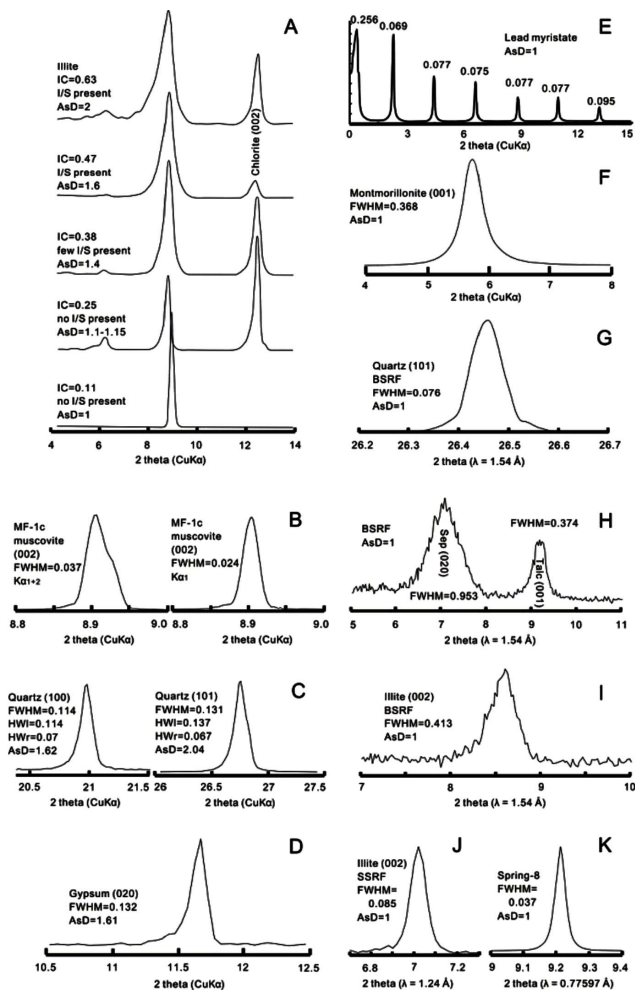 A
Illite
IC=0.63
I/S present
AsD=2
IC=0.47
I/S present
AsD=1.6
Chlorite (002)
IC=0.38
few I/S present
AsD=1.4
IC=0.25
no I/S present
AsD=1.1-1.15
IC=0.11
no I/S present
AsD=1
4 6 8 10 12 14
2 theta (CuKα)
B
MF-1c
muscovite
(002)
FWHM=0.037
Kα1+2
8.8 8.9 9.0
2 theta (CuKα)
MF-1c
muscovite
(002)
FWHM=0.024
Kα1
8.8 8.9 9.0
2 theta (CuKα)
C
Quartz (100)
FWHM=0.114
HWl=0.114
HWr=0.07
AsD=1.62
20.5 21 21.5
2 theta (CuKα)
Quartz (101)
FWHM=0.131
HWl=0.137
HWr=0.067
AsD=2.04
26 26.5 27 27.5
2 theta (CuKα)
D
Gypsum (020)
FWHM=0.132
AsD=1.61
10.5 11 11.5 12 12.5
2 theta (CuKα)
E
0.256
0.069
0.077
0.075
0.077
0.077
0.095
Lead myristate
AsD=1
0 3 6 9 12 15
2 theta (CuKα)
F
Montmorillonite (001)
FWHM=0.368
AsD=1
4 5 6 7 8
2 theta (CuKα)
G
Quartz (101)
BSRF
FWHM=0.076
AsD=1
26.2 26.4 26.5 26.6 26.7
2 theta (λ = 1.54 Å)
H
BSRF
AsD=1
Sep (020)
FWHM=0.953
FWHM=0.374
Talc (001)
5 6 7 8 9 10 11
2 theta (λ = 1.54 Å)
I
Illite (002)
BSRF
FWHM=0.413
AsD=1
7 8 9 10
2 theta (λ = 1.54 Å)
J
Illite (002)
SSRF
FWHM=
0.085
AsD=1
6.8 7 7.2
2 theta (λ = 1.24 Å)
K
Spring-8
FWHM=
0.037
AsD=1
9 9.1 9.2 9.3 9.4
2 theta (λ = 0.77597 Å)